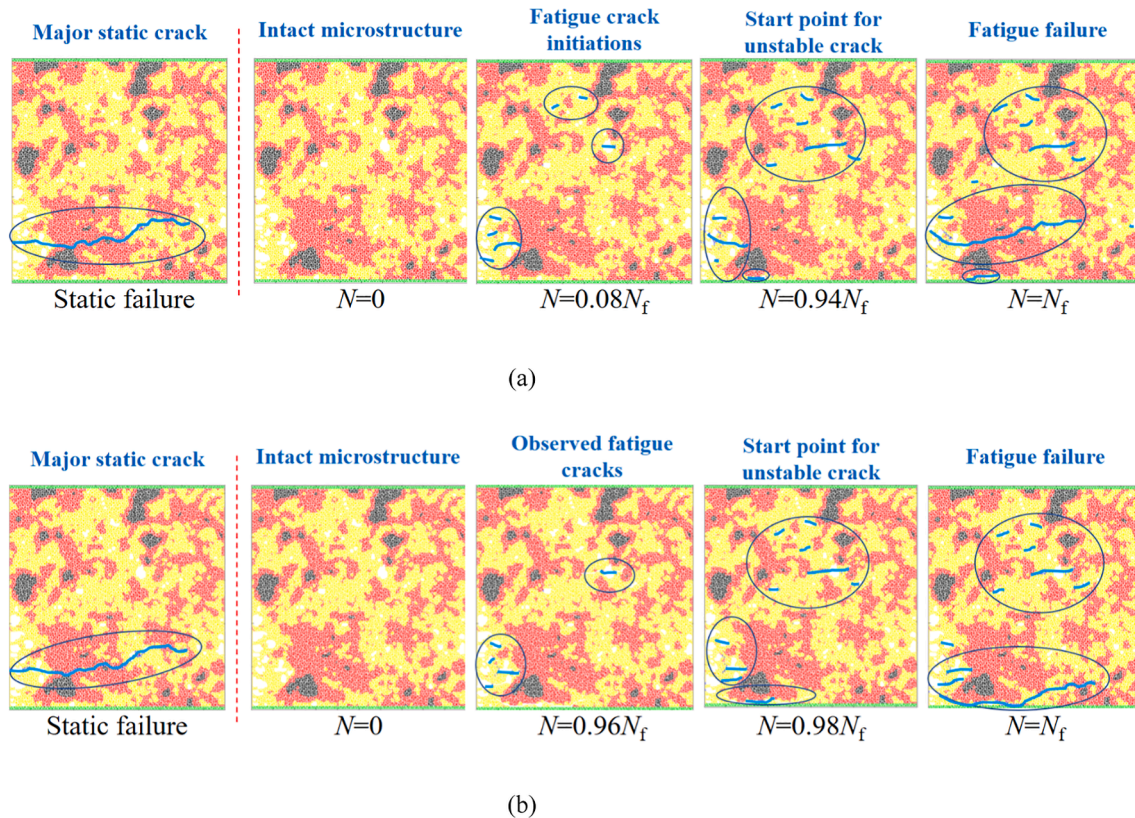 Major static crack
Intact microstructure
Fatigue crack
initiations
Start point for
unstable crack
Fatigue failure
Static failure
N=0
N=0.08Nf
N=0.94Nf
N=Nf
(a)
Major static crack
Intact microstructure
Observed fatigue
cracks
Start point for
unstable crack
Fatigue failure
Static failure
N=0
N=0.96Nf
N=0.98Nf
N=Nf
(b)